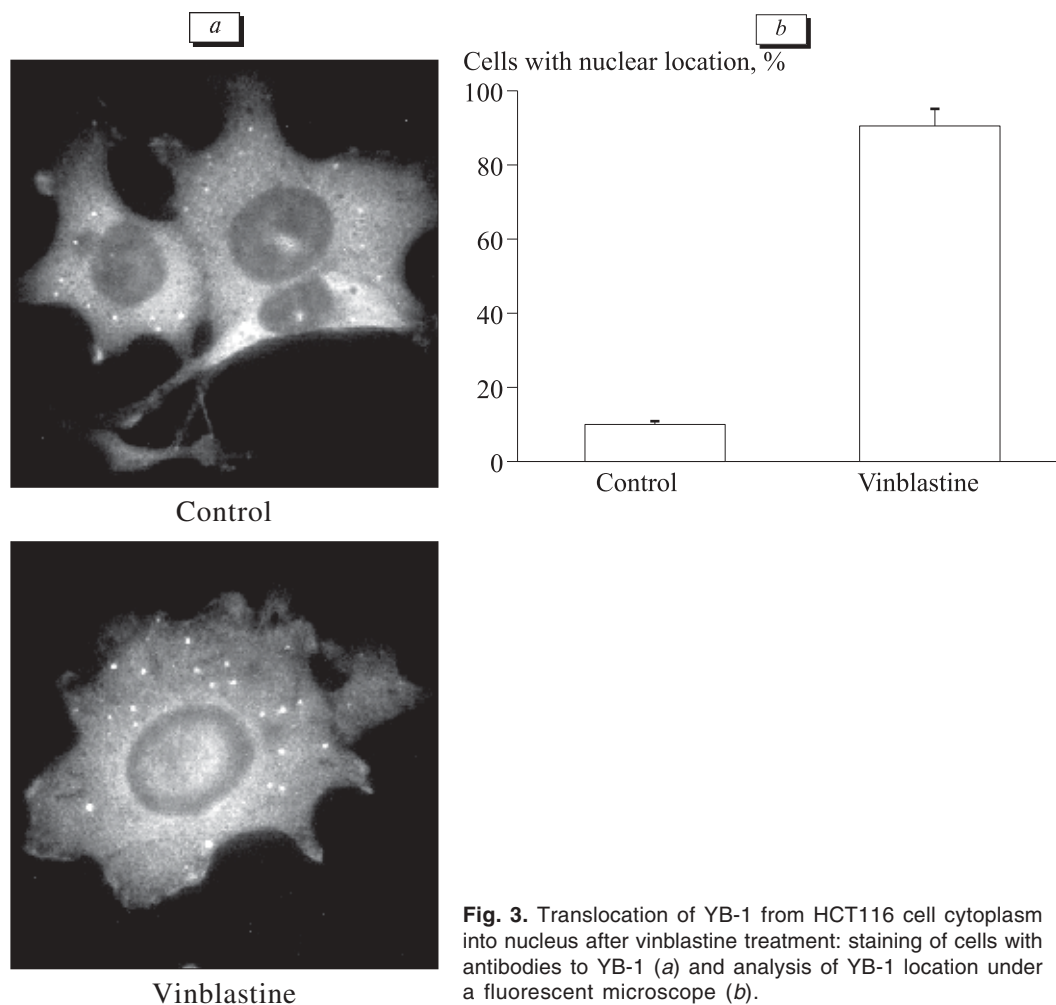 a
Control
Vinblastine
b
Cells with nuclear location, %
100
80
60
40
20
0
Control
Vinblastine
Fig. 3. Translocation of YB-1 from HCT116 cell cytoplasm
into nucleus after vinblastine treatment: staining of cells with
antibodies to YB-1 (a) and analysis of YB-1 location under
a fluorescent microscope (b).